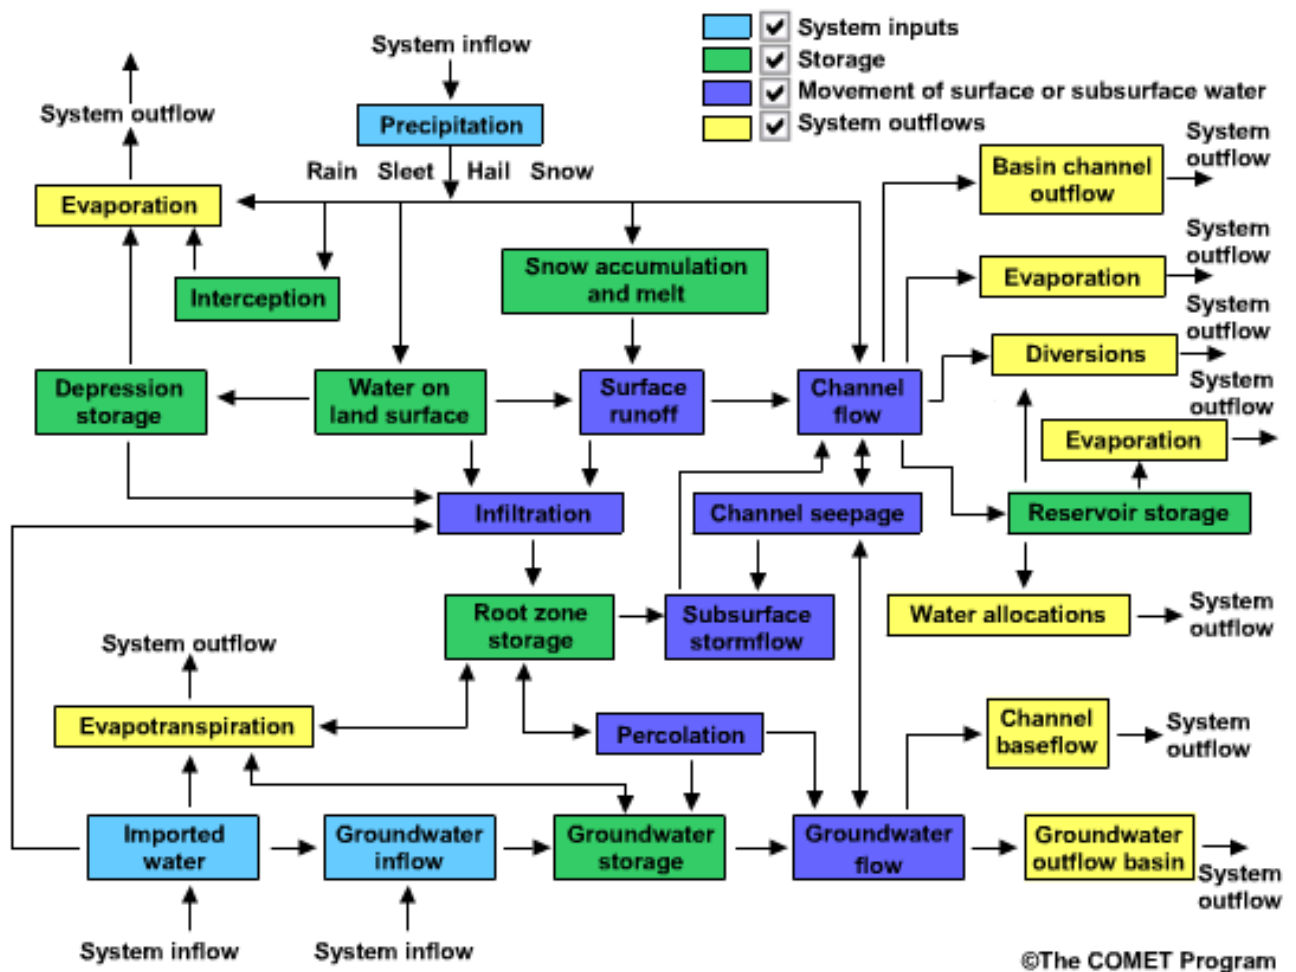 System inputs
Storage
Movement of surface or subsurface water
System outflows
System inflow
System outflow
Precipitation
Rain Sleet Hail Snow
Evaporation
Interception
Snow accumulation
and melt
Basin channel
outflow
System
outflow
Evaporation
System
outflow
Diversions
System
outflow
Depression
storage
Water on
land surface
Surface
runoff
Channel
flow
System
outflow
Evaporation
Infiltration
Channel seepage
Reservoir storage
Root zone
storage
Subsurface
stormflow
Water allocations
System
outflow
System outflow
Evapotranspiration
Percolation
Channel
baseflow
System
outflow
Imported
water
Groundwater
inflow
Groundwater
storage
Groundwater
flow
Groundwater
outflow basin
System
outflow
System inflow
System inflow
©The COMET Program